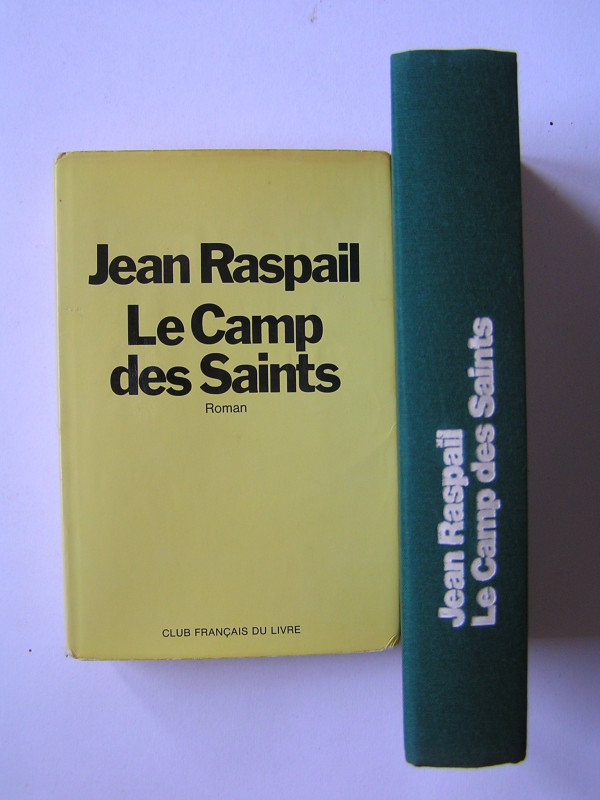 Jean Raspail
Le Camp
des Saints
Roman
CLUB FRANÇAIS DU LIVRE
Jean Raspail
Le Camp des Saints